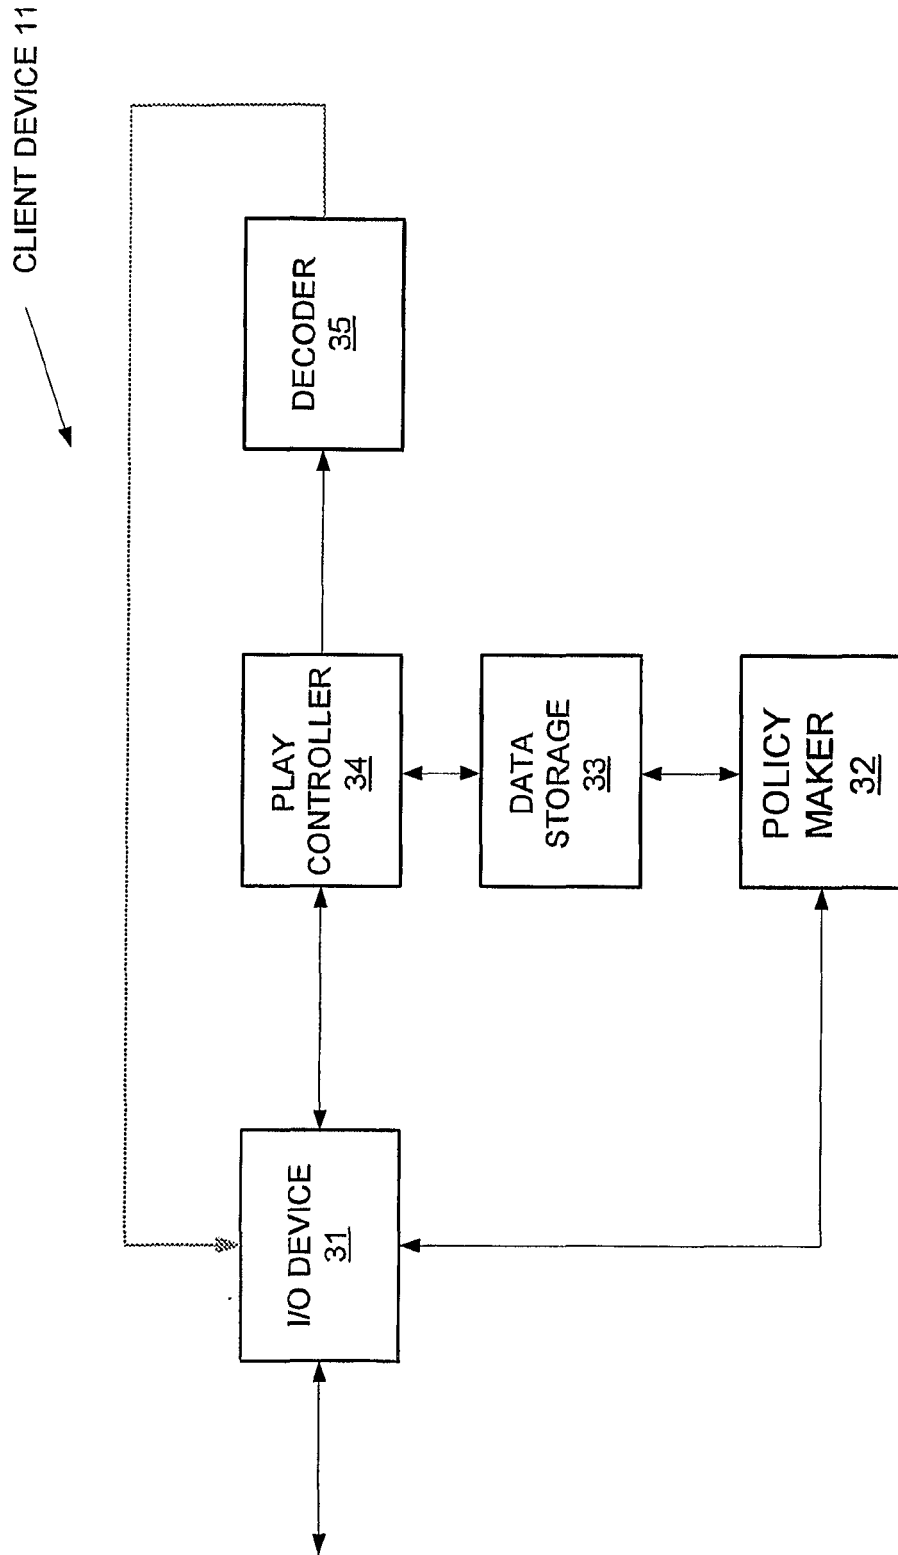 CLIENT DEVICE 11
I/O DEVICE
31
PLAY
CONTROLLER
34
DECODER
35
DATA
STORAGE
33
POLICY
MAKER
32